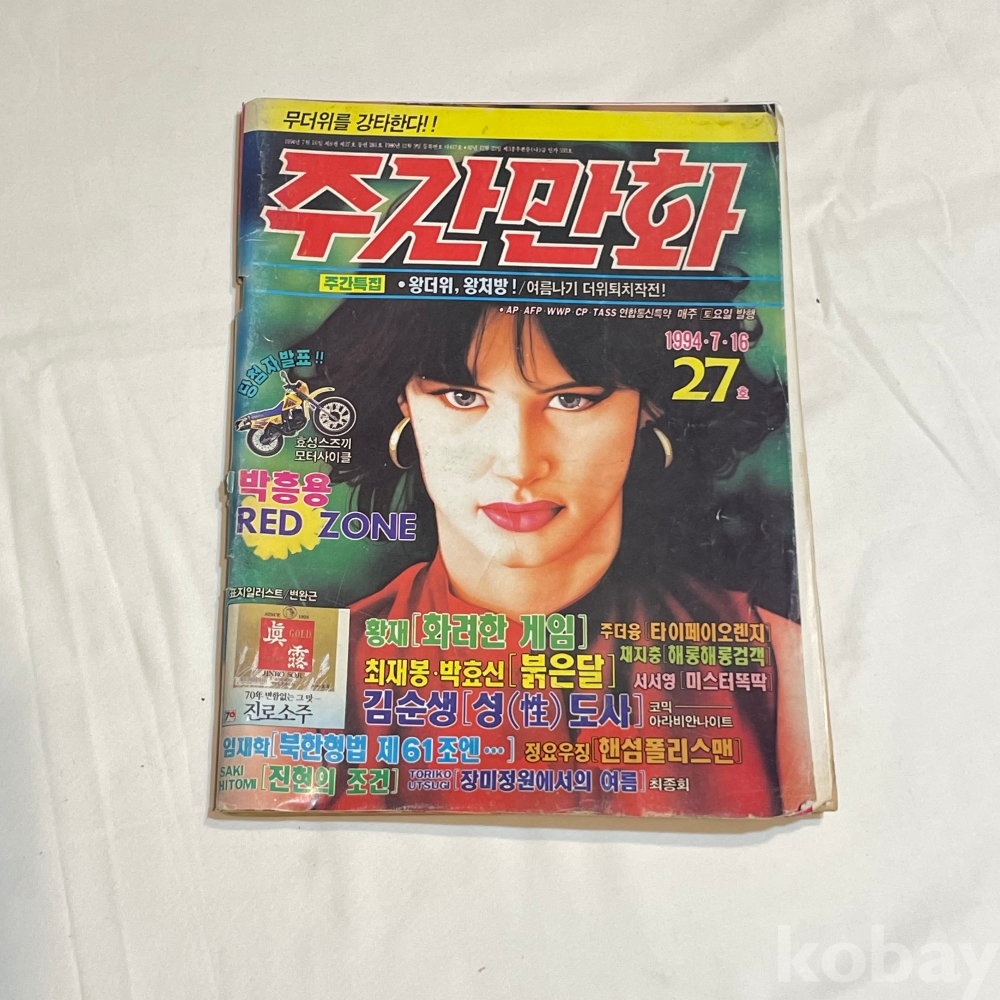 무더위를 강타한다!!
주간만화
주간특집 • 왕더위, 왕처방! / 여름나기 더위퇴치작전!
• AP · AFP · WWP · CP · TASS 연합통신특약 매주 토요일 발행
1994 · 7 · 16
27호
당첨자발표!!
효성스즈끼
모터사이클
박흥용
RED ZONE
표지일러스트/변완근
眞露
GOLD
70年 변함없는 그 맛
진로소주
황재 [화려한 게임]
주더융 [타이페이오렌지]
최재봉·박효신 [붉은달]
채지충 [해롱해롱검객]
서서영 [미스터뚝딱]
김순생 [성(性)도사]
코믹
아라비안나이트
임재학 [북한형법 제61조엔…]
정요우징 [핸섬폴리스맨]
SAKI HITOMI [진현의 조건]
TORIKO UTSUGI [장미정원에서의 여름] 최종회
kobay